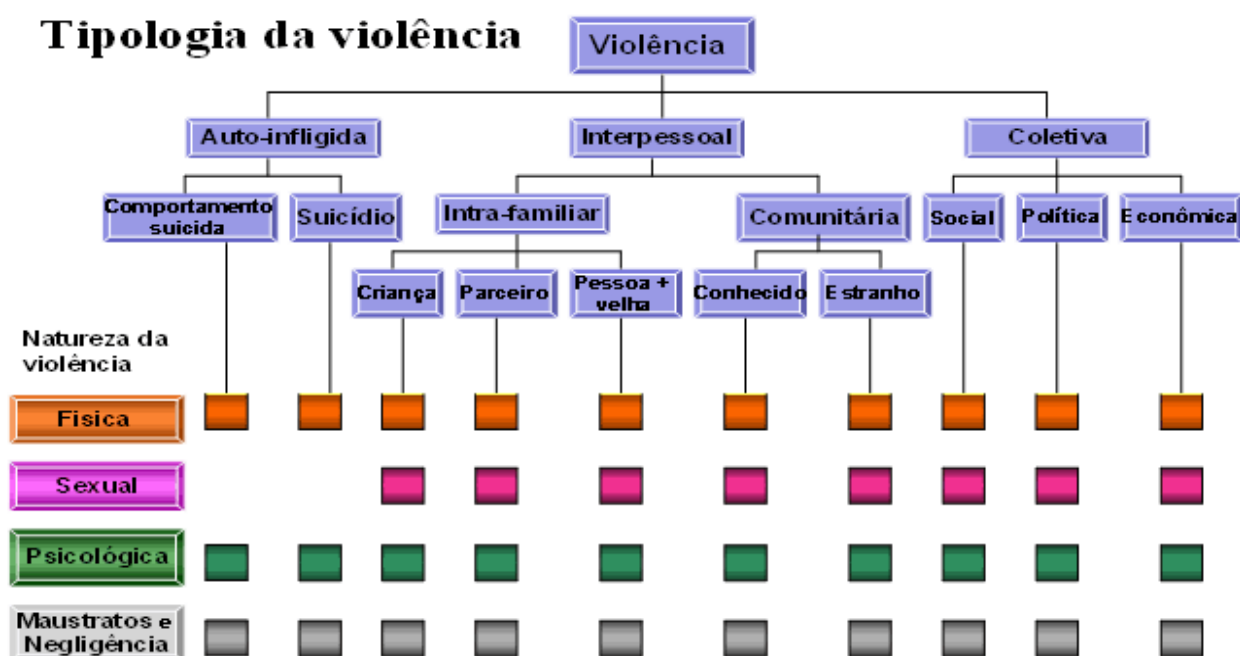 Tipologia da violência
Violência
Auto-infligida
Interpessoal
Coletiva
Comportamento
suicida
Suicídio
Intra-familiar
Comunitária
Social
Política
Econômica
Criança
Parceiro
Pessoa +
velha
Conhecido
Estranho
Natureza da
violência
Fisica
Sexual
Psicológica
Maustratos e
Negligência